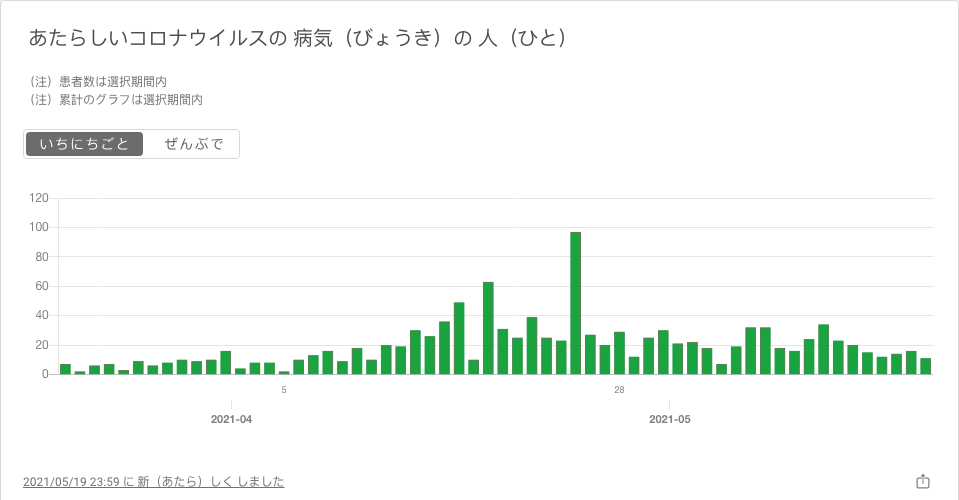 あたらしいコロナウイルスの 病気（びょうき）の 人（ひと）
（注）患者数は選択期間内
（注）累計のグラフは選択期間内
いちにちごと ぜんぶで
120
100
80
60
40
20
0
5 28
2021-04 2021-05
2021/05/19 23:59 に 新（あたら）しく しました